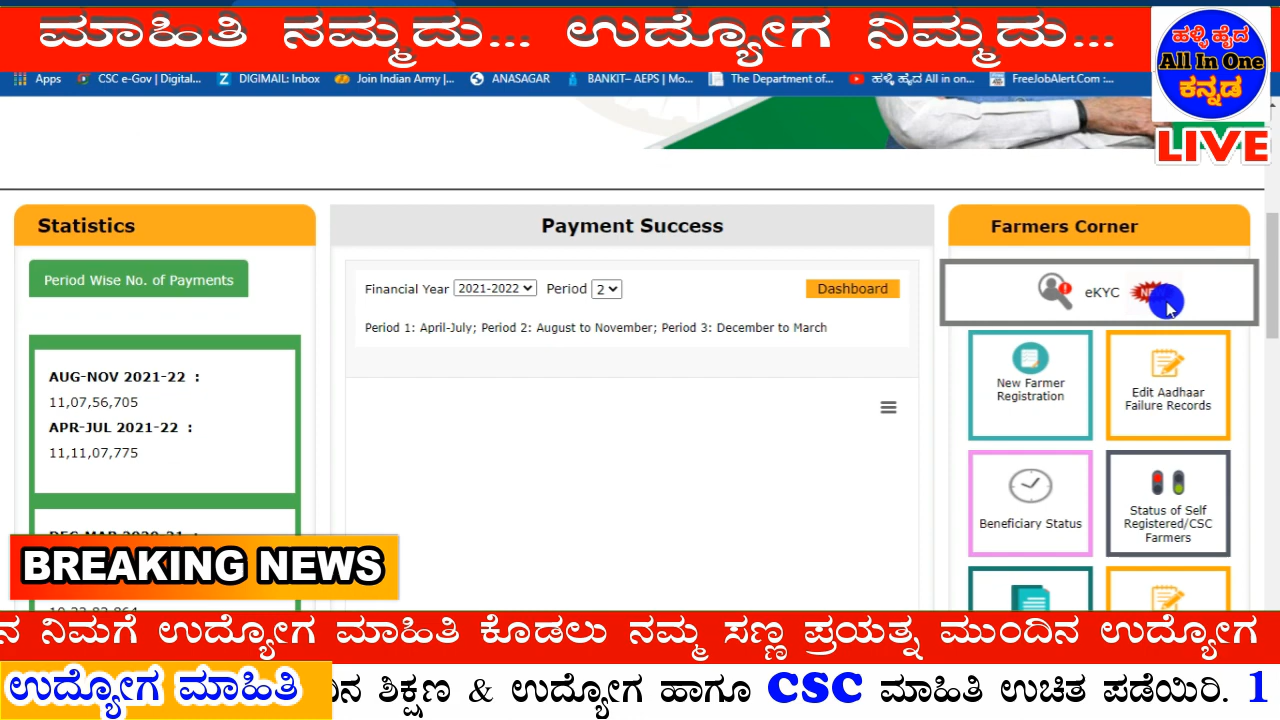 ಮಾಹಿತಿ ನಮ್ಮದು... ಉದ್ಯೋಗ ನಿಮ್ಮದು...
ಹಳ್ಳಿ ಹೈದ
All In One
ಕನ್ನಡ
LIVE
Apps CSC e-Gov | Digital... DIGIMAIL: Inbox Join Indian Army |... ANASAGAR BANKIT– AEPS | Mo... The Department of... ಹಳ್ಳಿ ಹೈದ All in on... FreeJobAlert.Com :...
Statistics
Period Wise No. of Payments
AUG-NOV 2021-22 :
11,07,56,705
APR-JUL 2021-22 :
11,11,07,775
Payment Success
Financial Year 2021-2022 Period 2 Dashboard
Period 1: April-July; Period 2: August to November; Period 3: December to March
Farmers Corner
eKYC
New Farmer
Registration
Edit Aadhaar
Failure Records
Beneficiary Status
Status of Self
Registered/CSC
Farmers
BREAKING NEWS
ನ ನಿಮಗೆ ಉದ್ಯೋಗ ಮಾಹಿತಿ ಕೊಡಲು ನಮ್ಮ ಸಣ್ಣ ಪ್ರಯತ್ನ ಮುಂದಿನ ಉದ್ಯೋಗ
ಉದ್ಯೋಗ ಮಾಹಿತಿ ನ ಶಿಕ್ಷಣ & ಉದ್ಯೋಗ ಹಾಗೂ CSC ಮಾಹಿತಿ ಉಚಿತ ಪಡೆಯಿರಿ. 1